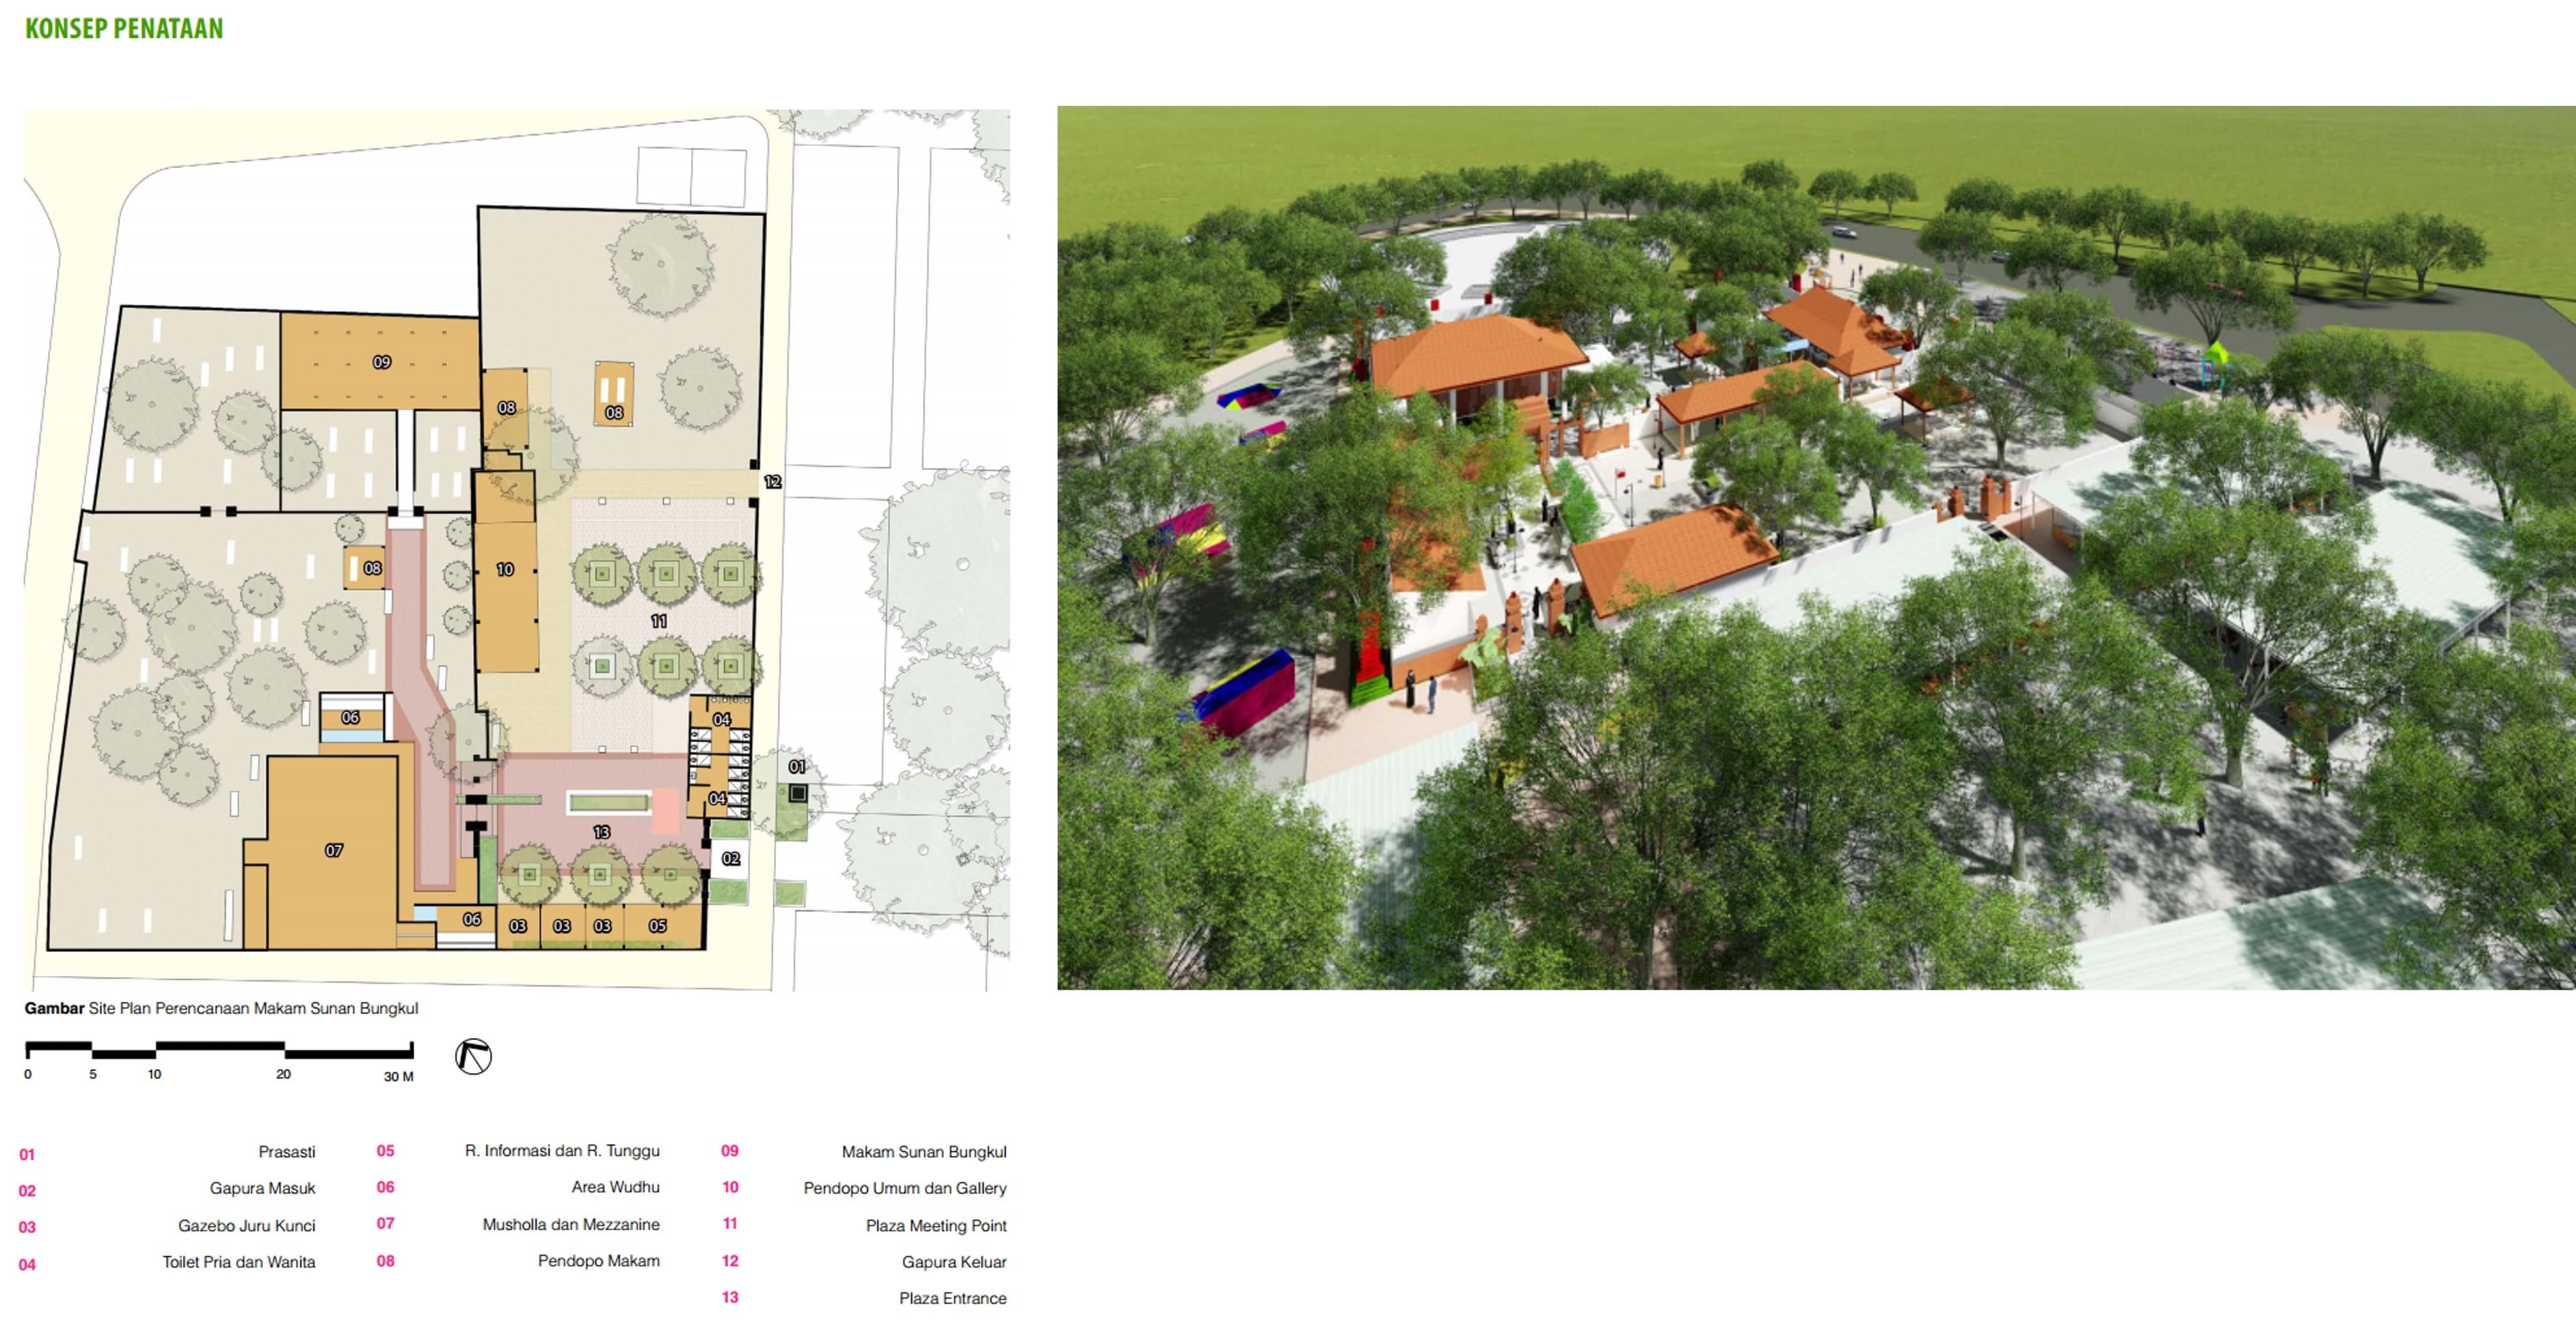 KONSEP PENATAAN
09
08
08
12
08
10
11
06
04
01
04
13
07
02
06
03
03
03
05
Gambar Site Plan Perencanaan Makam Sunan Bungkul
0 5 10 20 30 M
01 Prasasti
02 Gapura Masuk
03 Gazebo Juru Kunci
04 Toilet Pria dan Wanita
05 R. Informasi dan R. Tunggu
06 Area Wudhu
07 Musholla dan Mezzanine
08 Pendopo Makam
09 Makam Sunan Bungkul
10 Pendopo Umum dan Gallery
11 Plaza Meeting Point
12 Gapura Keluar
13 Plaza Entrance